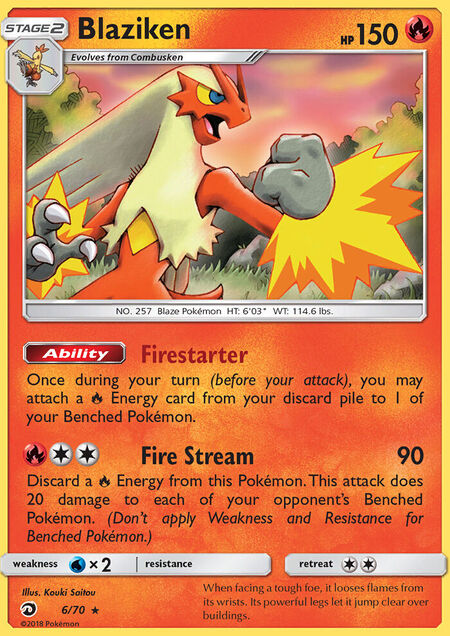 STAGE2
Blaziken
HP150
Evolves from Combusken
NO. 257 Blaze Pokémon HT: 6'03" WT: 114.6 lbs.
Ability Firestarter
Once during your turn (before your attack), you may
attach a Energy card from your discard pile to 1 of
your Benched Pokémon.
Fire Stream 90
Discard a Energy from this Pokémon. This attack does
20 damage to each of your opponent's Benched
Pokémon. (Don't apply Weakness and Resistance for
Benched Pokémon.)
weakness ×2 resistance retreat
Illus. Kouki Saitou
6/70 ★
©2018 Pokémon
When facing a tough foe, it looses flames from
its wrists. Its powerful legs let it jump clear over
buildings.